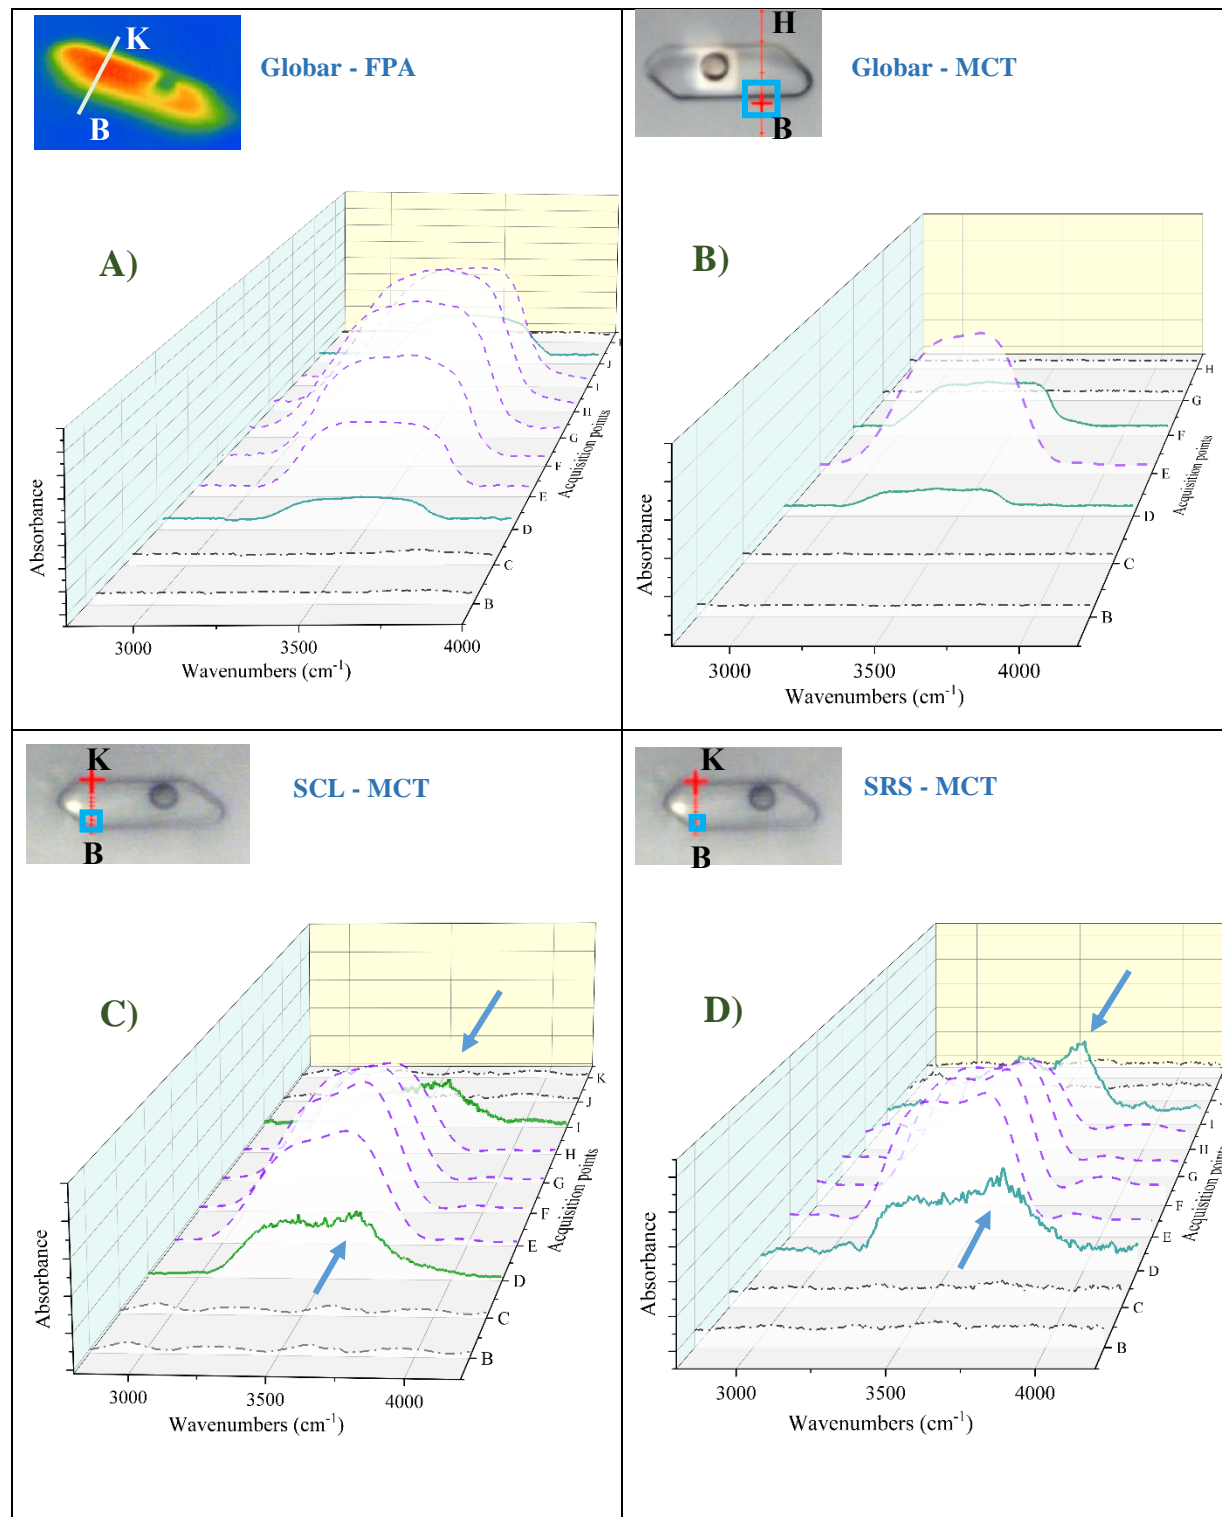 K
Globar - FPA
B
A)
Absorbance
K
J
I
H
G
F
E
D
C
B
Acquisition points
3000
3500
4000
Wavenumbers (cm⁻¹)
H
Globar - MCT
B
B)
Absorbance
H
G
F
E
D
C
B
Acquisition points
3000
3500
4000
Wavenumbers (cm⁻¹)
K
SCL - MCT
B
C)
Absorbance
K
J
I
H
G
F
E
D
C
B
Acquisition points
3000
3500
4000
Wavenumbers (cm⁻¹)
K
SRS - MCT
B
D)
Absorbance
J
I
H
G
F
E
D
C
B
Acquisition points
3000
3500
4000
Wavenumbers (cm⁻¹)